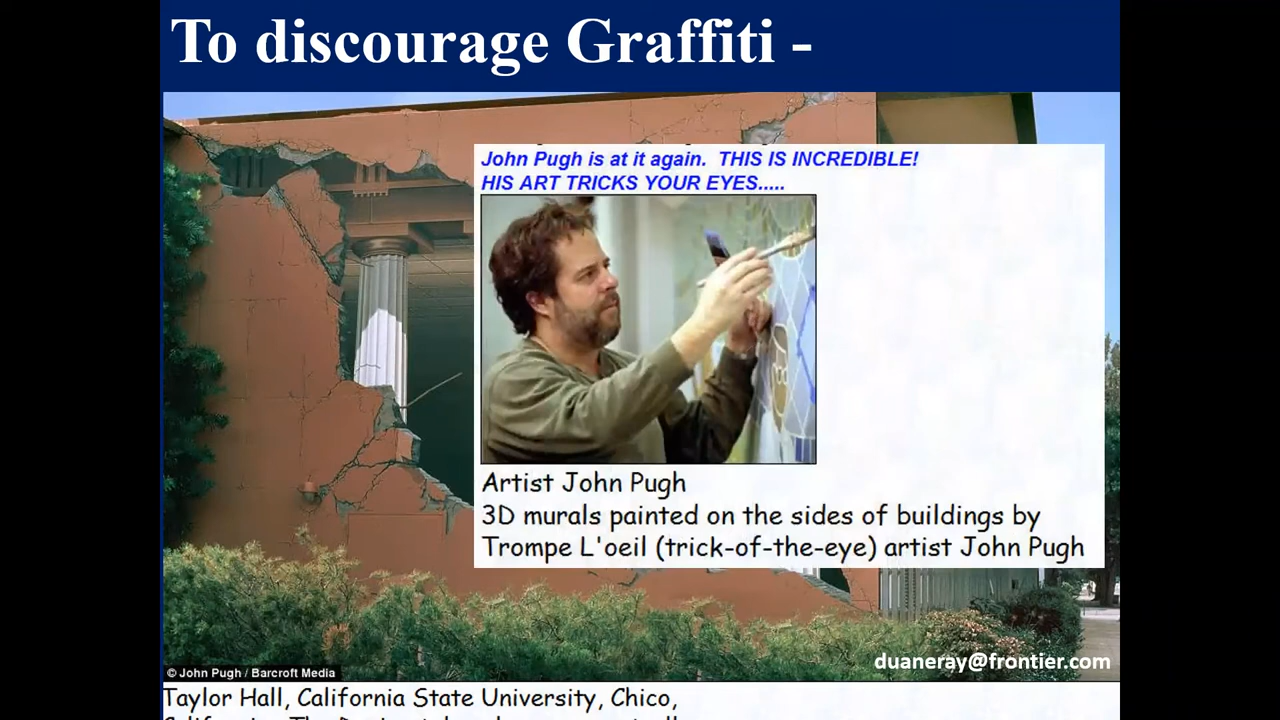 To discourage Graffiti -
John Pugh is at it again. THIS IS INCREDIBLE!
HIS ART TRICKS YOUR EYES.....
Artist John Pugh
3D murals painted on the sides of buildings by
Trompe L'oeil (trick-of-the-eye) artist John Pugh
duaneray@frontier.com
© John Pugh / Barcroft Media
Taylor Hall, California State University, Chico,